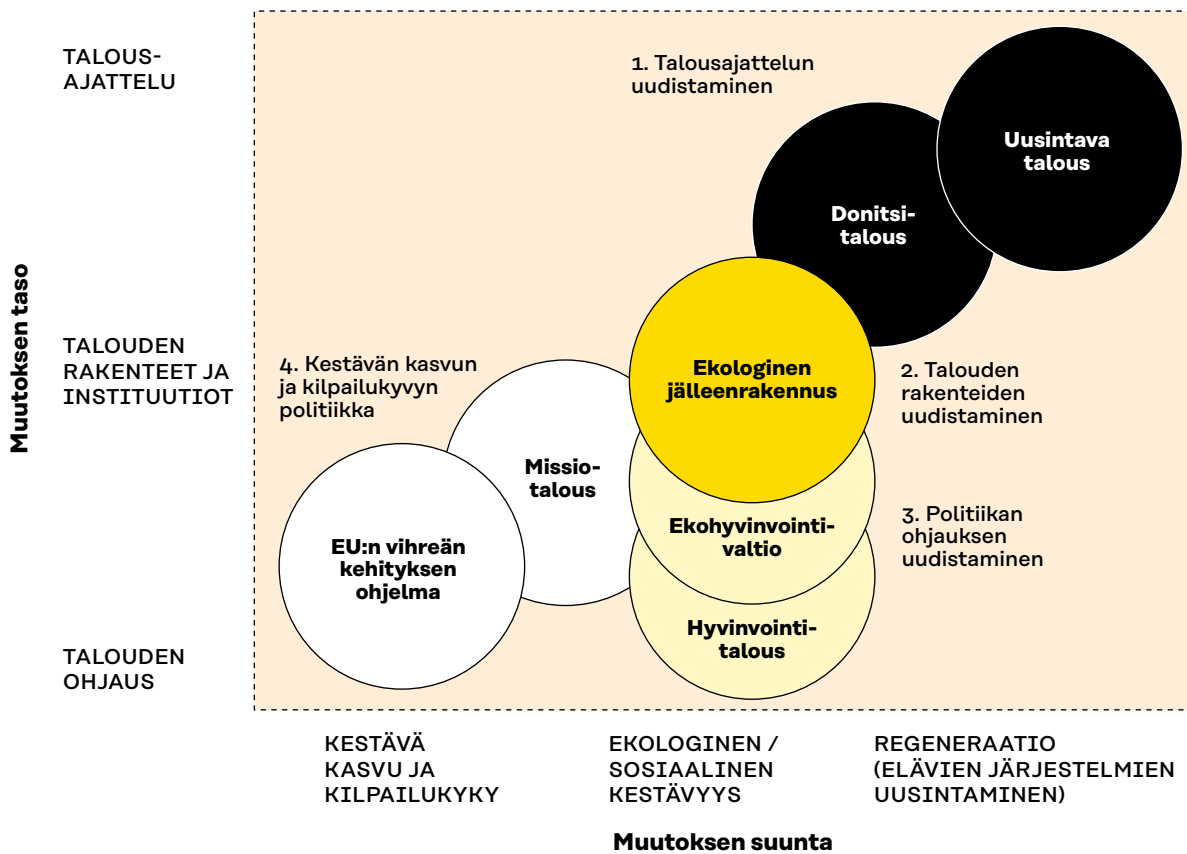 TALOUS-
AJATTELU
1. Talousajattelun
uudistaminen
Uusintava
talous
Donitsi-
talous
Muutoksen taso
TALOUDEN
RAKENTEET JA
INSTITUUTIOT
4. Kestävän kasvun
ja kilpailukyvyn
politiikka
Ekologinen
jälleenrakennus
2. Talouden
rakenteiden
uudistaminen
Missio-
talous
EU:n vihreän
kehityksen
ohjelma
Ekohyvinvointi-
valtio
3. Politiikan
ohjauksen
uudistaminen
Hyvinvointi-
talous
TALOUDEN
OHJAUS
KESTÄVÄ
KASVU JA
KILPAILUKYKY
EKOLOGINEN /
SOSIAALINEN
KESTÄVYYS
REGENERAATIO
(ELÄVIEN JÄRJESTELMIEN
UUSINTAMINEN)
Muutoksen suunta